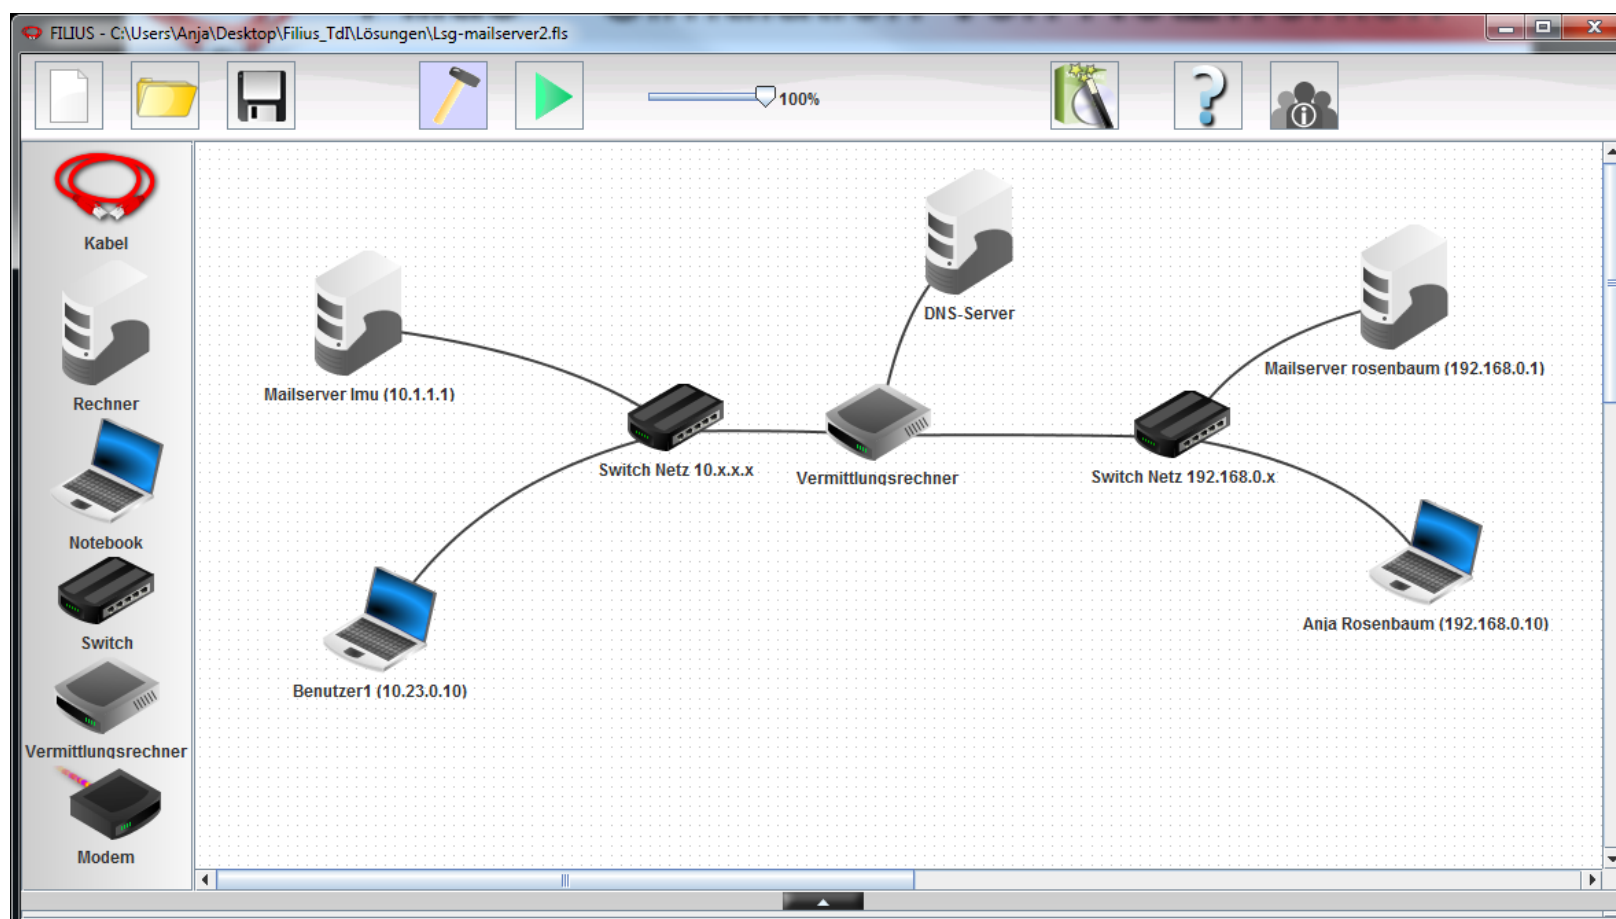 FILIUS - C:\Users\Anja\Desktop\Filius_TdI\Lösungen\Lsg-mailserver2.fls
100%
Kabel
Rechner
Notebook
Switch
Vermittlungsrechner
Modem
DNS-Server
Mailserver rosenbaum (192.168.0.1)
Mailserver lmu (10.1.1.1)
Switch Netz 10.x.x.x
Vermittlungsrechner
Switch Netz 192.168.0.x
Anja Rosenbaum (192.168.0.10)
Benutzer1 (10.23.0.10)